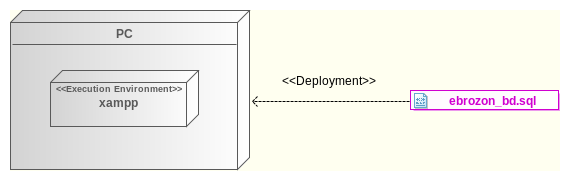 PC
<<Execution Environment>>
xampp
<<Deployment>>
ebrozon_bd.sql